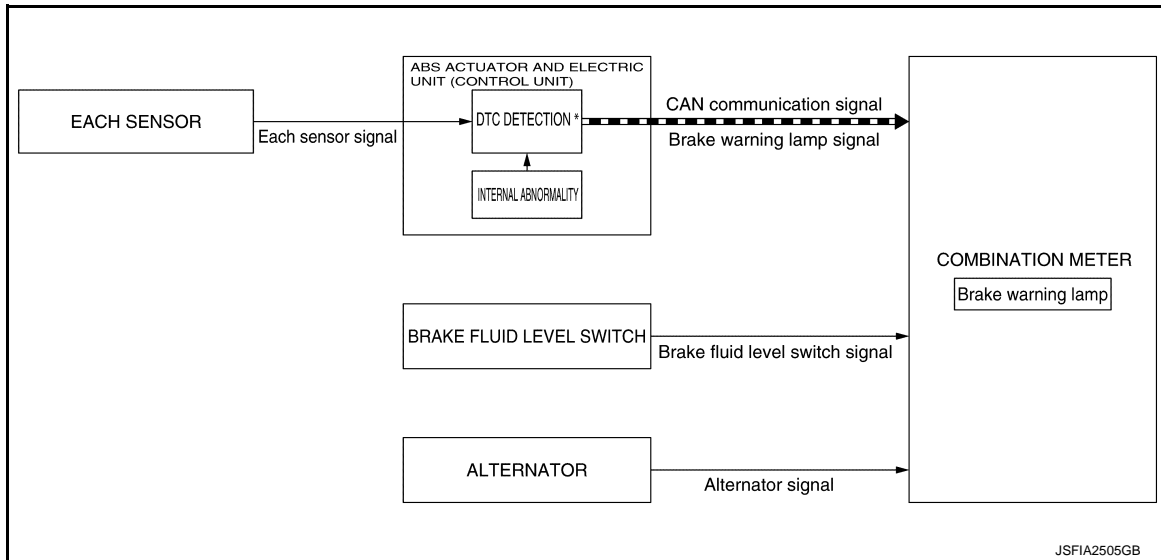 ABS ACTUATOR AND ELECTRIC
UNIT (CONTROL UNIT)
EACH SENSOR
Each sensor signal
DTC DETECTION *
INTERNAL ABNORMALITY
CAN communication signal
Brake warning lamp signal
COMBINATION METER
Brake warning lamp
BRAKE FLUID LEVEL SWITCH
Brake fluid level switch signal
ALTERNATOR
Alternator signal
JSFIA2505GB